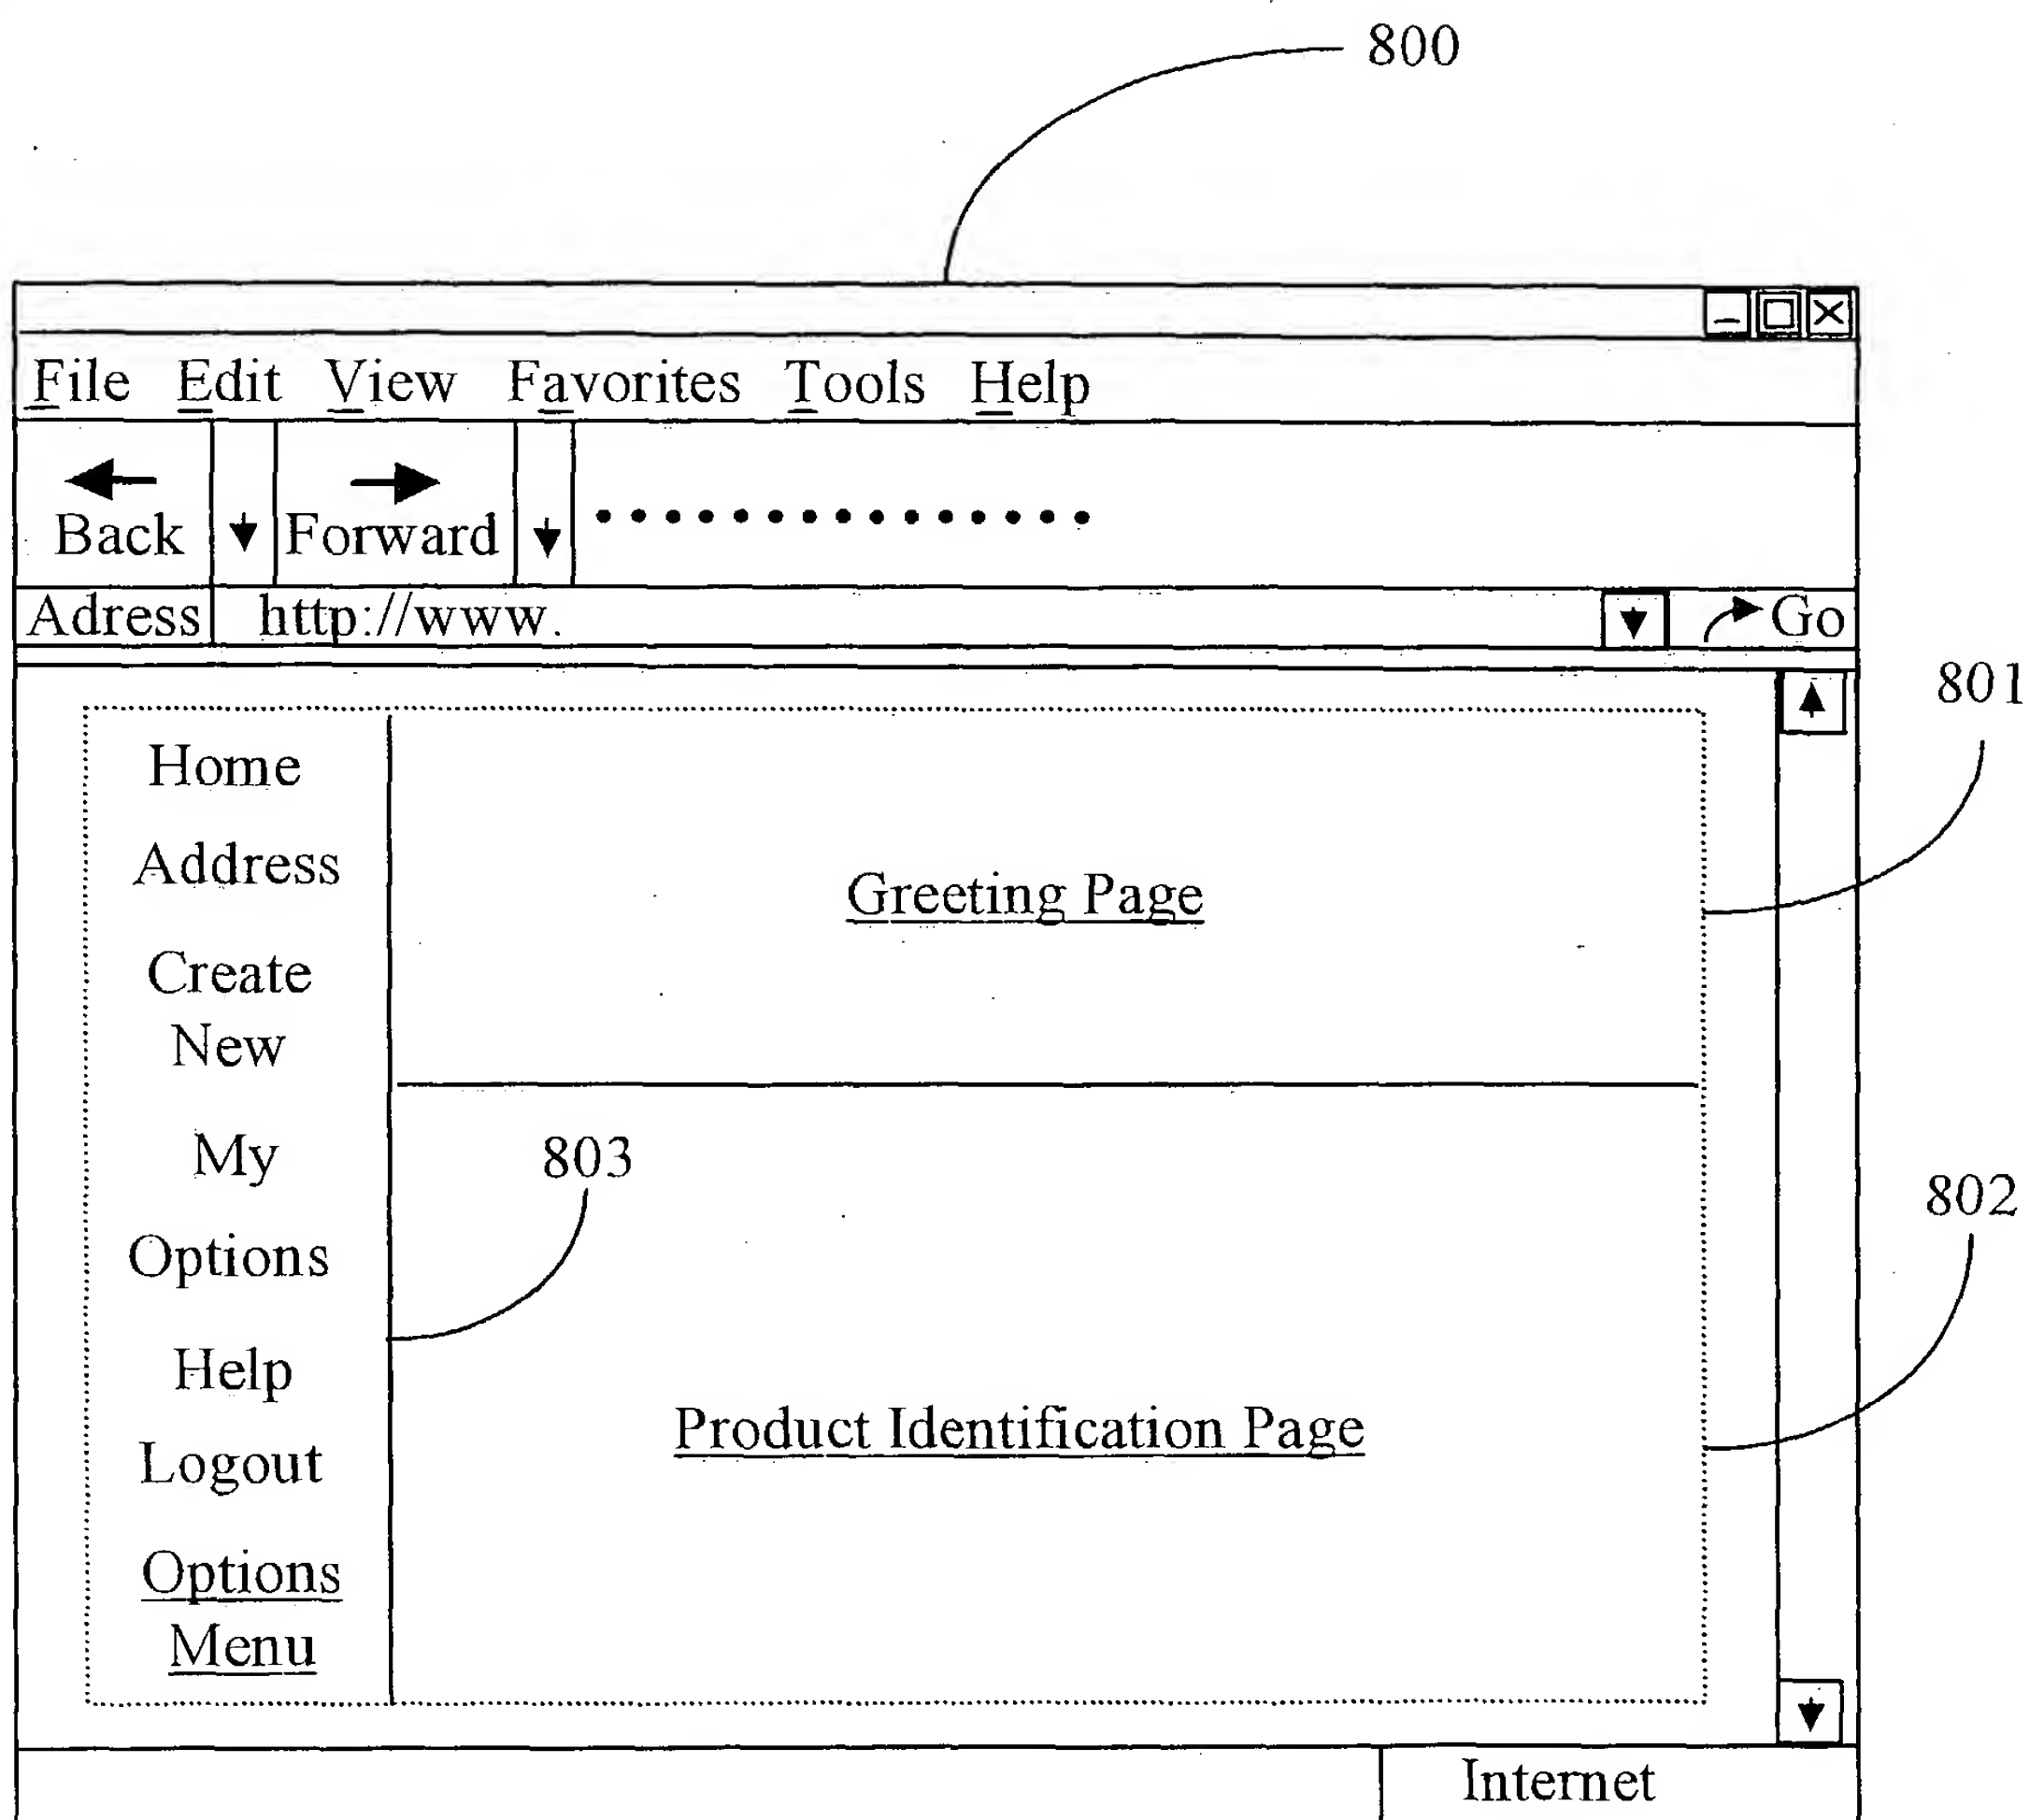 800
File Edit View Favorites Tools Help
Back Forward
Adress http://www. Go
801
Home
Address
Greeting Page
Create
New
My
803
802
Options
Help
Product Identification Page
Logout
Options
Menu
Internet